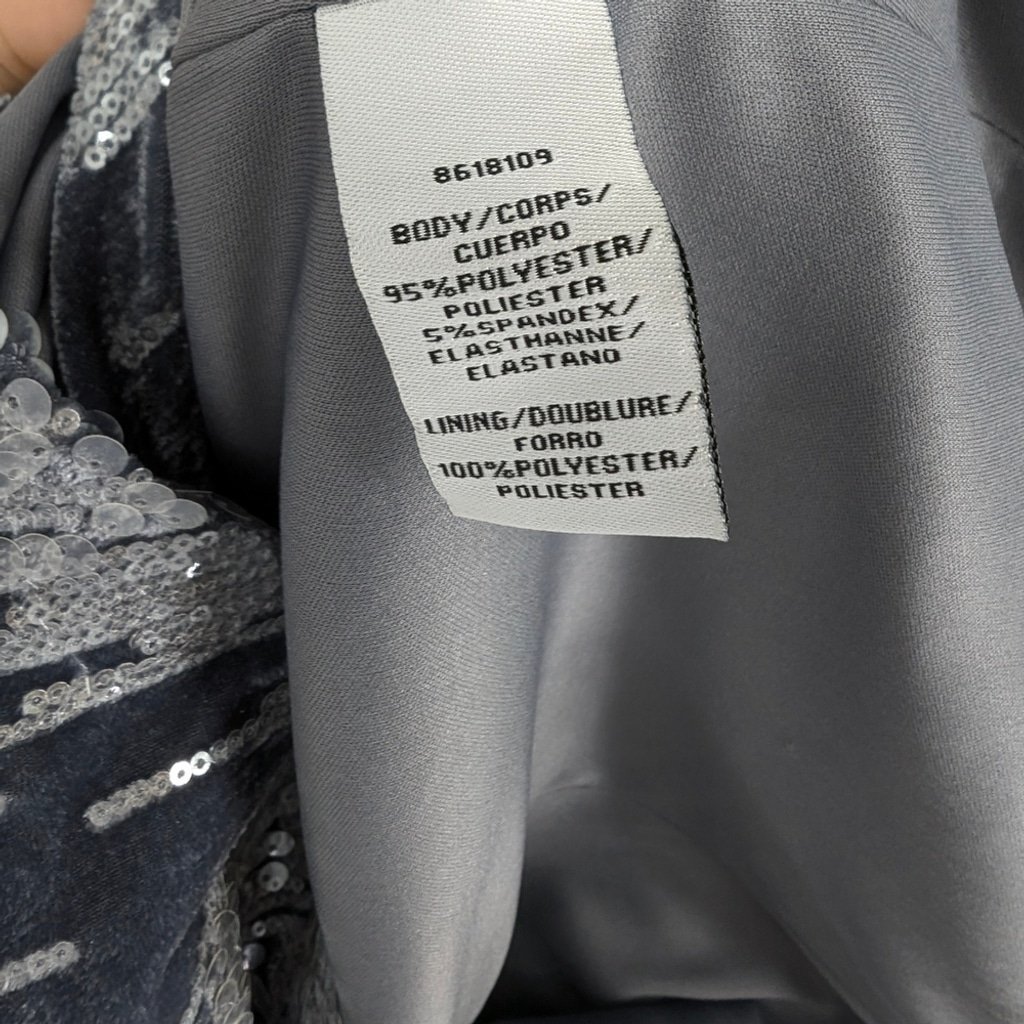 8618109
BODY/CORPS/
CUERPO
95%POLYESTER/
POLIESTER
5%SPANDEX/
ELASTHANNE/
ELASTANO
LINING/DOUBLURE/
FORRO
100%POLYESTER/
POLIESTER